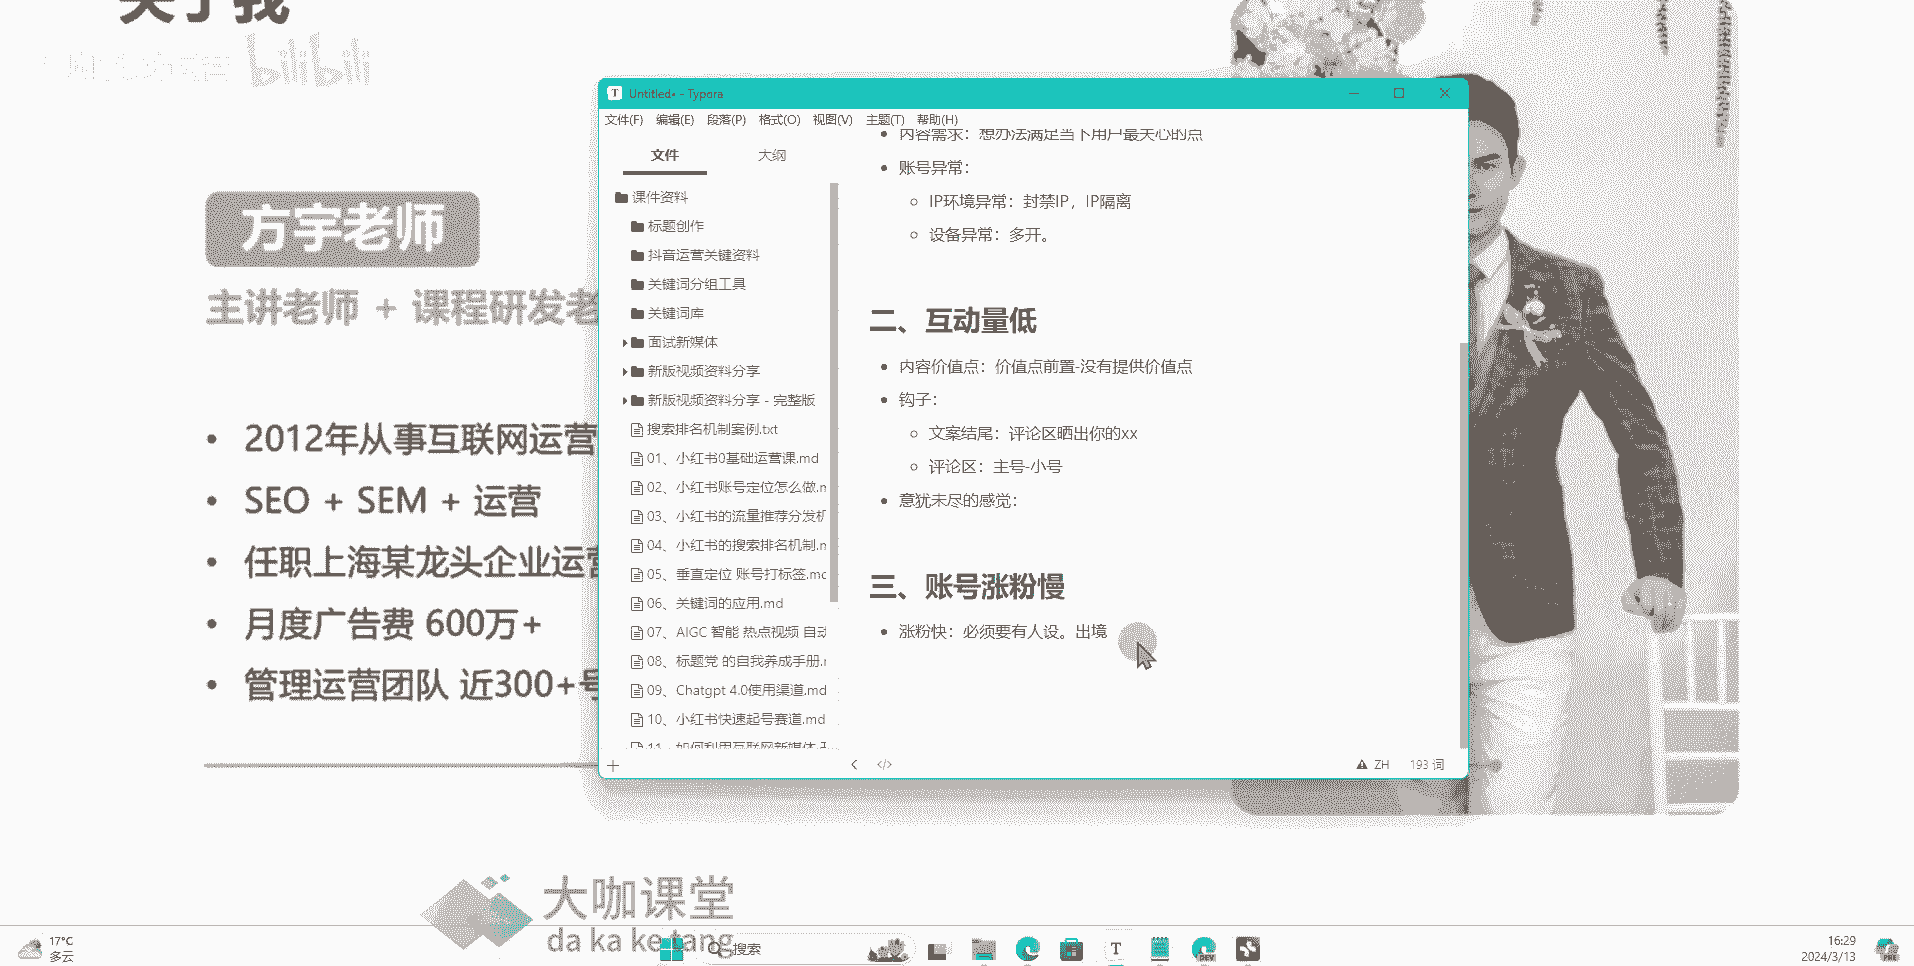 关于我
bilibili
方宇老师
主讲老师 + 课程研发老
• 2012年从事互联网运营
• SEO + SEM + 运营
• 任职上海某龙头企业运营
• 月度广告费 600万+
• 管理运营团队 近300+号
Untitled• - Typora
文件(F) 编辑(E) 段落(P) 格式(O) 视图(V) 主题(T) 帮助(H)
文件 大纲
课件资料
标题创作
抖音运营关键资料
关键词分组工具
关键词库
面试新媒体
新版视频资料分享
新版视频资料分享 - 完整版
搜索排名机制案例.txt
01、小红书0基础运营课.md
02、小红书账号定位怎么做.m
03、小红书的流量推荐分发机
04、小红书的搜索排名机制.m
05、垂直定位 账号打标签.md
06、关键词的应用.md
07、AIGC 智能 热点视频 自动
08、标题党 的自我养成手册.m
09、Chatgpt 4.0使用渠道.md
10、小红书快速起号赛道.md
11、如何利用互联网新媒体
• 内容需求：想办法满足当下用户最关心的点
• 账号异常：
○ IP环境异常：封禁IP，IP隔离
○ 设备异常：多开。
二、互动量低
• 内容价值点：价值点前置-没有提供价值点
• 钩子：
○ 文案结尾：评论区晒出你的xx
○ 评论区：主号-小号
• 意犹未尽的感觉：
三、账号涨粉慢
• 涨粉快：必须要有人设。出境
ZH 193 词
大咖课堂
da ka ke tang
17°C
多云
搜索
16:29
2024/3/13